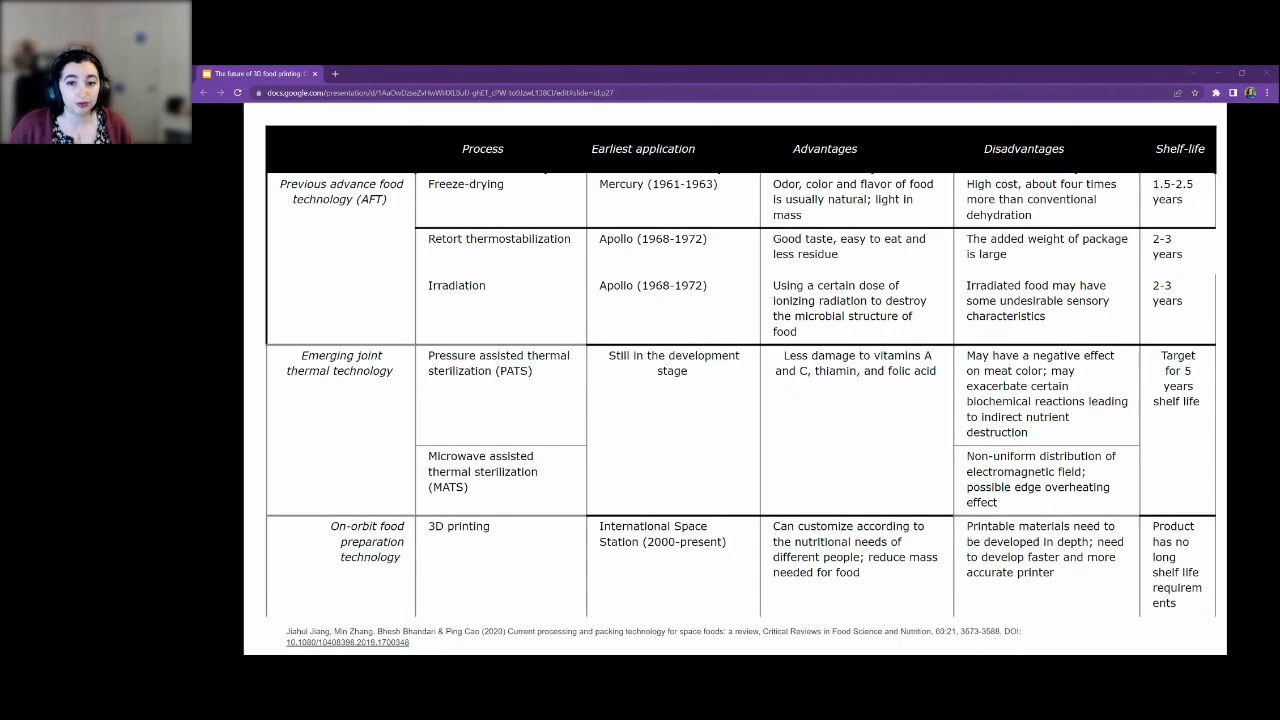 The future of 3D food printing: C
docs.google.com/presentation/d/1AaOwDzseZvHwWl4XL8ufJ-ghET_cPW-to9JzwL138CI/edit#slide=id.p27
Process Earliest application Advantages Disadvantages Shelf-life
Previous advance food
technology (AFT)
Freeze-drying
Mercury (1961-1963)
Odor, color and flavor of food
is usually natural; light in
mass
High cost, about four times
more than conventional
dehydration
1.5-2.5
years
Retort thermostabilization
Apollo (1968-1972)
Good taste, easy to eat and
less residue
The added weight of package
is large
2-3
years
Irradiation
Apollo (1968-1972)
Using a certain dose of
ionizing radiation to destroy
the microbial structure of
food
Irradiated food may have
some undesirable sensory
characteristics
2-3
years
Emerging joint
thermal technology
Pressure assisted thermal
sterilization (PATS)
Still in the development
stage
Less damage to vitamins A
and C, thiamin, and folic acid
May have a negative effect
on meat color; may
exacerbate certain
biochemical reactions leading
to indirect nutrient
destruction
Target
for 5
years
shelf life
Microwave assisted
thermal sterilization
(MATS)
Non-uniform distribution of
electromagnetic field;
possible edge overheating
effect
On-orbit food
preparation
technology
3D printing
International Space
Station (2000-present)
Can customize according to
the nutritional needs of
different people; reduce mass
needed for food
Printable materials need to
be developed in depth; need
to develop faster and more
accurate printer
Product
has no
long
shelf life
requirem
ents
Jiahui Jiang, Min Zhang, Bhesh Bhandari & Ping Cao (2020) Current processing and packing technology for space foods: a review, Critical Reviews in Food Science and Nutrition, 60:21, 3573-3588, DOI:
10.1080/10408398.2019.1700348